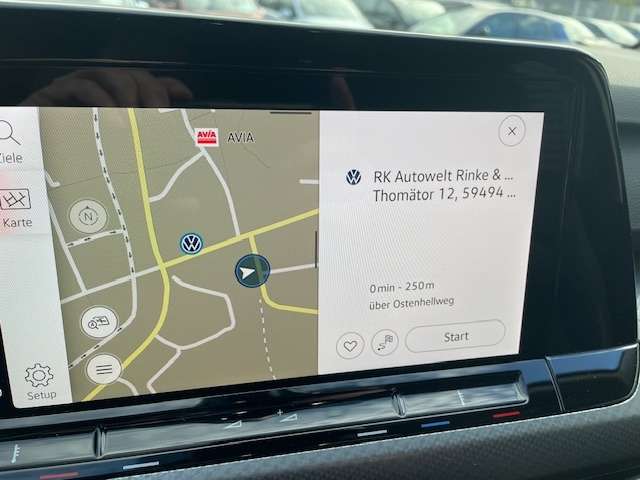 AVIA
AVIA
Ziele
Karte
N
RK Autowelt Rinke & ...
Thomätor 12, 59494 ...
0 min - 250 m
über Ostenhellweg
Start
Setup